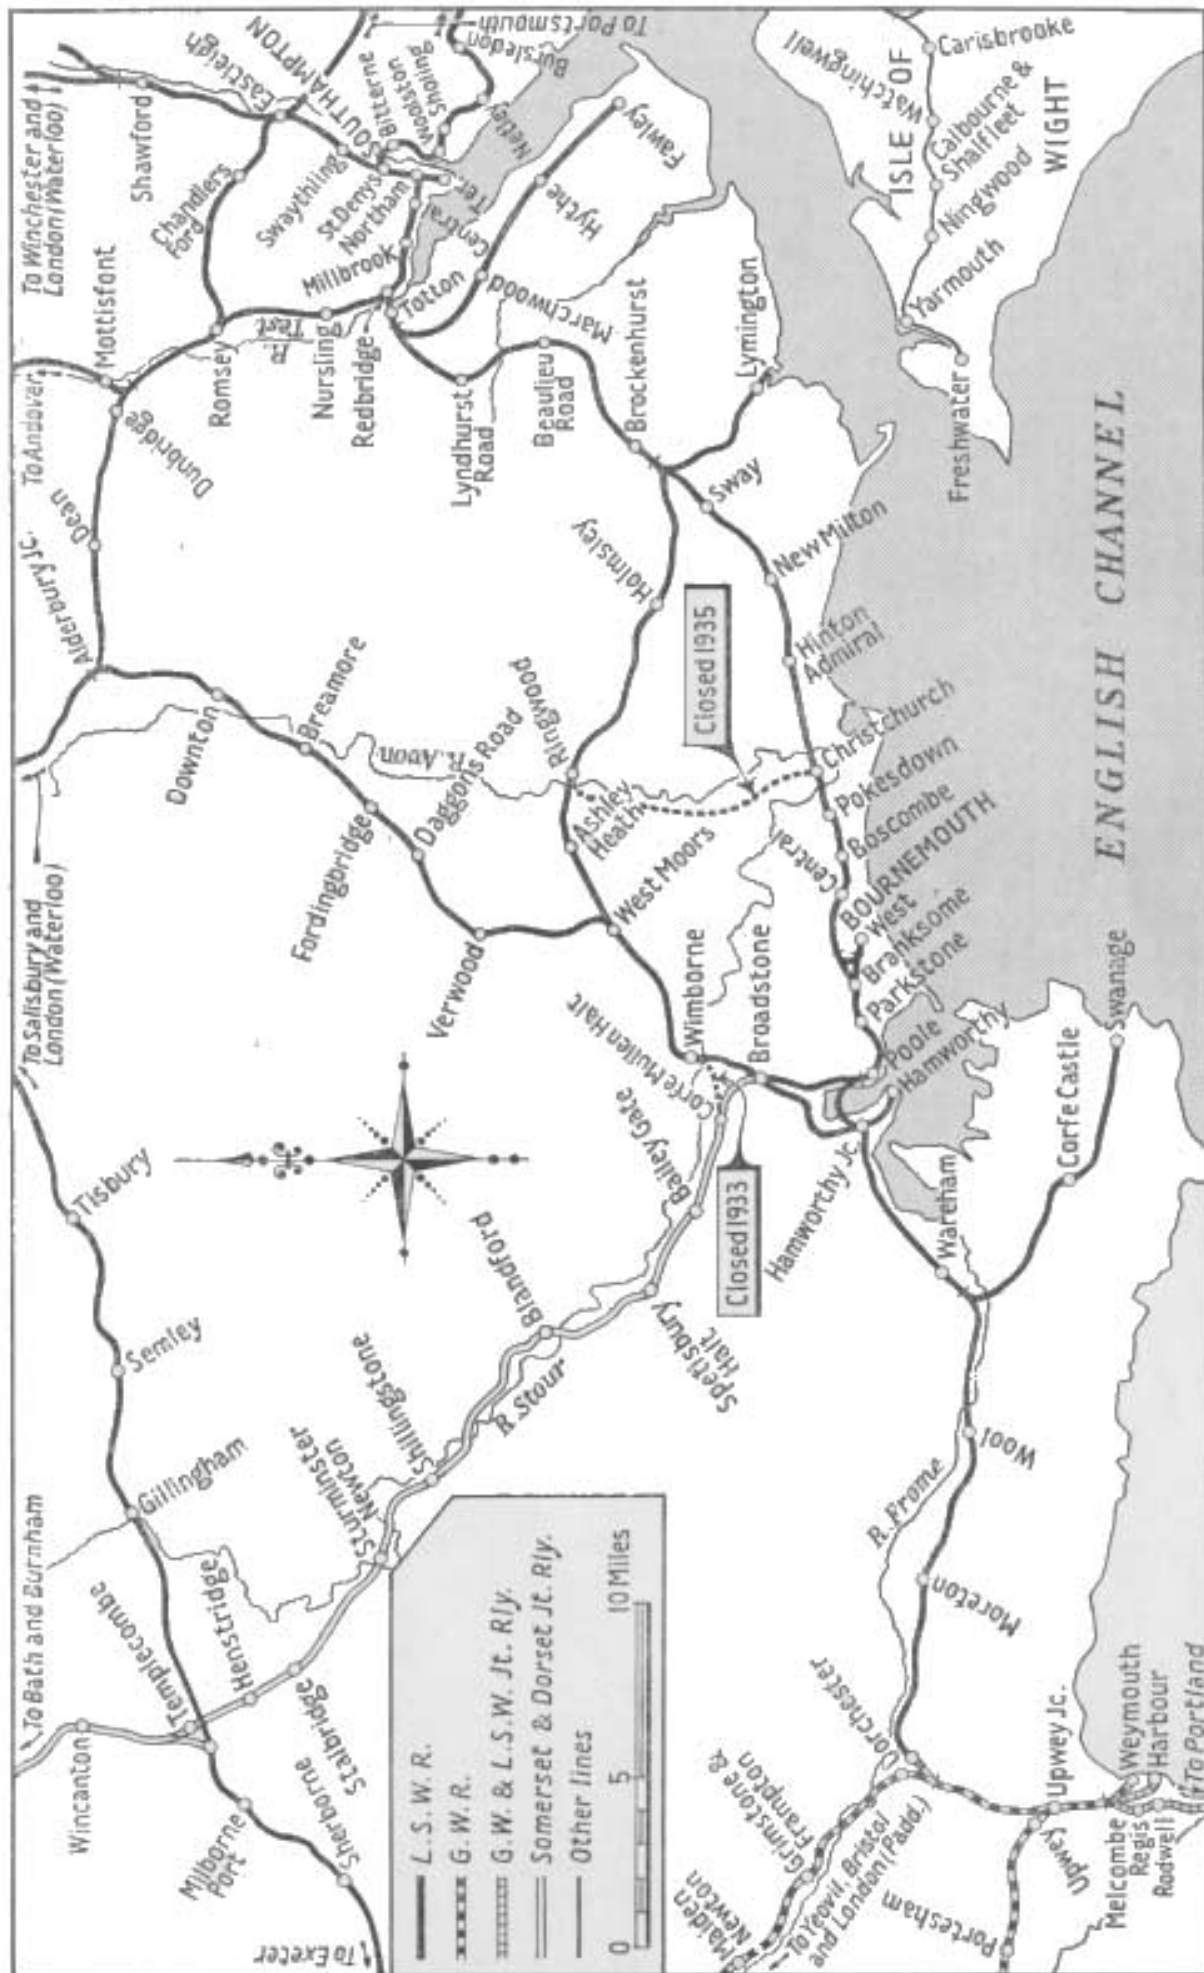 To Bath and Burnham
Wincanton
Templecombe
Henstridge
Stalbridge
Milborne
Port
Sherborne
To Exeter
Gillingham
Semley
Tisbury
To Salisbury and
London (Waterloo)
Alderbury Jc.
Dean
To Andover
Dunbridge
Mottisfont
To Winchester and
London (Waterloo)
Shawford
Eastleigh
Chandlers
Ford
Romsey
R. Test
Nursling
Redbridge
Millbrook
Totton
Swaythling
St. Denys
Northam
SOUTHAMPTON
Central
Ter.
Bitterne
Woolston
Sholing
Netley
Bursledon
To Portsmouth
Sturminster
Newton
Shillingstone
R. Stour
Blandford
Spetisbury
Halt
Bailey Gate
Corfe Mullen Halt
Closed 1933
Wimborne
Broadstone
Downton
Breamore
Fordingbridge
Daggons Road
Verwood
R. Avon
West Moors
Ashley
Heath
Ringwood
Closed 1935
Holmsley
Lyndhurst
Road
Beaulieu
Road
Brockenhurst
Marchwood
Hythe
Fawley
Lymington
Sway
New Milton
Hinton
Admiral
Christchurch
Pokesdown
Boscombe
Central
BOURNEMOUTH
West
Branksome
Parkstone
Poole
Hamworthy
Hamworthy Jc.
Wareham
Corfe Castle
Swanage
Wool
R. Frome
Moreton
Dorchester
Grimstone &
Frampton
Maiden
Newton
To Yeovil, Bristol
and London (Padd.)
Portesham
Upwey
Upwey Jc.
Melcombe
Regis
Rodwell
Weymouth
Harbour
To Portland
ENGLISH CHANNEL
ISLE OF
WIGHT
Freshwater
Yarmouth
Ningwood
Calbourne &
Shalfleet
Watchingwell
Carisbrooke
L.S.W.R.
G.W.R.
G.W. & L.S.W. Jt. Rly.
Somerset & Dorset Jt. Rly.
Other lines
0 5 10 Miles